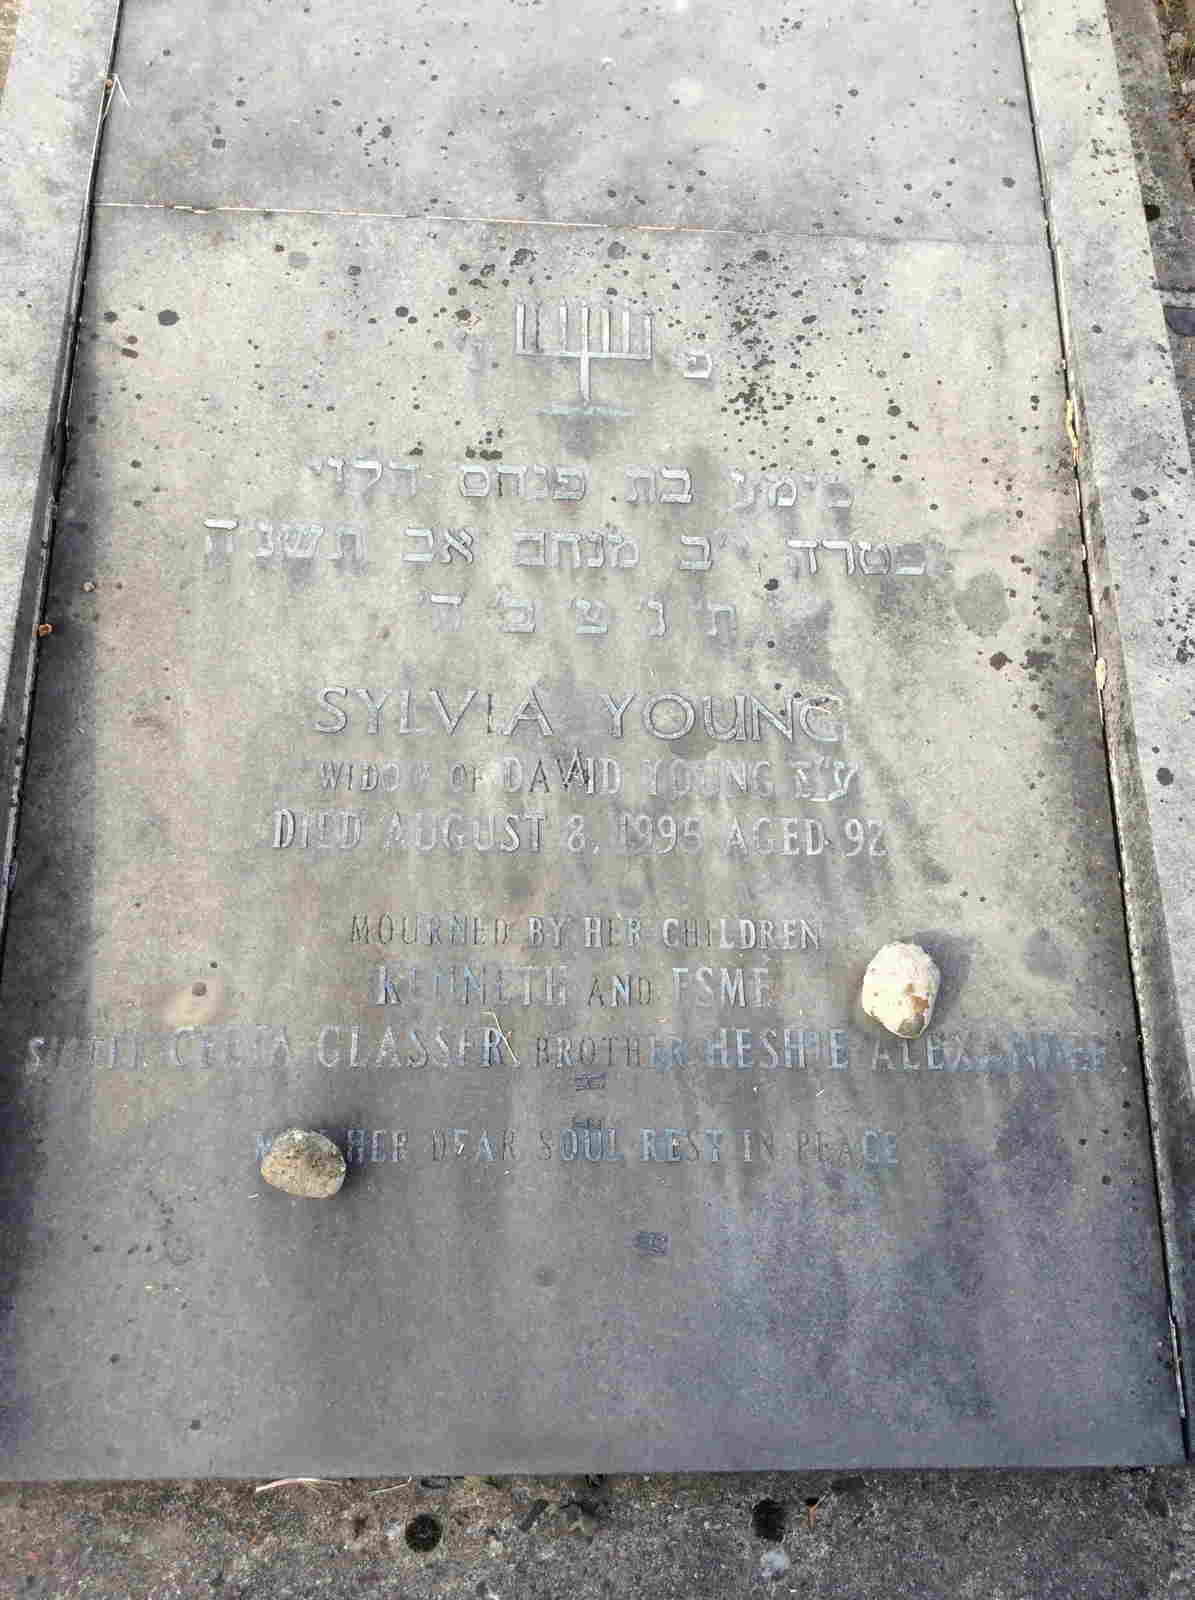 פ
בת פנחס הלוי
נפטרה י״ב מנחם אב תשנ״ה
ת נ צ ב ה
SYLVIA YOUNG
WIDOW OF DAVID YOUNG ע״ה
DIED AUGUST 8, 1995 AGED 92
MOURNED BY HER CHILDREN
KENNETH AND ESME
SISTER CELIA GLASSER, BROTHER HESHIE ALEXANDER
HER DEAR SOUL REST IN PEACE